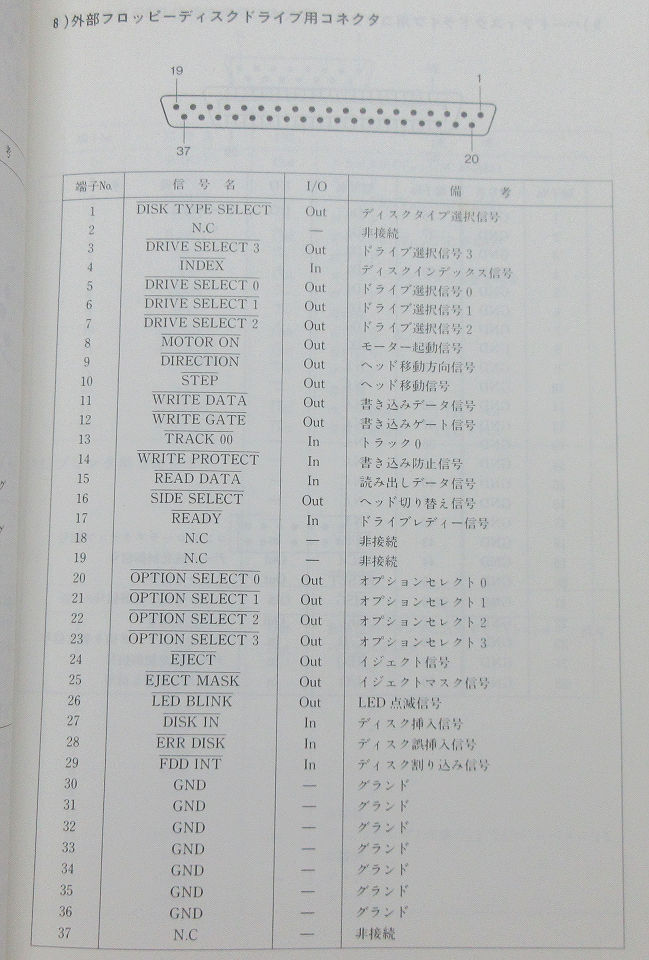 8)外部フロッピーディスクドライブ用コネクタ
19 1
37 20
端子No. 信号名 I/O 備考
1 DISK TYPE SELECT Out ディスクタイプ選択信号
2 N.C — 非接続
3 DRIVE SELECT 3 Out ドライブ選択信号3
4 INDEX In ディスクインデックス信号
5 DRIVE SELECT 0 Out ドライブ選択信号0
6 DRIVE SELECT 1 Out ドライブ選択信号1
7 DRIVE SELECT 2 Out ドライブ選択信号2
8 MOTOR ON Out モーター起動信号
9 DIRECTION Out ヘッド移動方向信号
10 STEP Out ヘッド移動信号
11 WRITE DATA Out 書き込みデータ信号
12 WRITE GATE Out 書き込みゲート信号
13 TRACK 00 In トラック0
14 WRITE PROTECT In 書き込み防止信号
15 READ DATA In 読み出しデータ信号
16 SIDE SELECT Out ヘッド切り替え信号
17 READY In ドライブレディー信号
18 N.C — 非接続
19 N.C — 非接続
20 OPTION SELECT 0 Out オプションセレクト0
21 OPTION SELECT 1 Out オプションセレクト1
22 OPTION SELECT 2 Out オプションセレクト2
23 OPTION SELECT 3 Out オプションセレクト3
24 EJECT Out イジェクト信号
25 EJECT MASK Out イジェクトマスク信号
26 LED BLINK Out LED点滅信号
27 DISK IN In ディスク挿入信号
28 ERR DISK In ディスク誤挿入信号
29 FDD INT In ディスク割り込み信号
30 GND — グランド
31 GND — グランド
32 GND — グランド
33 GND — グランド
34 GND — グランド
35 GND — グランド
36 GND — グランド
37 N.C — 非接続